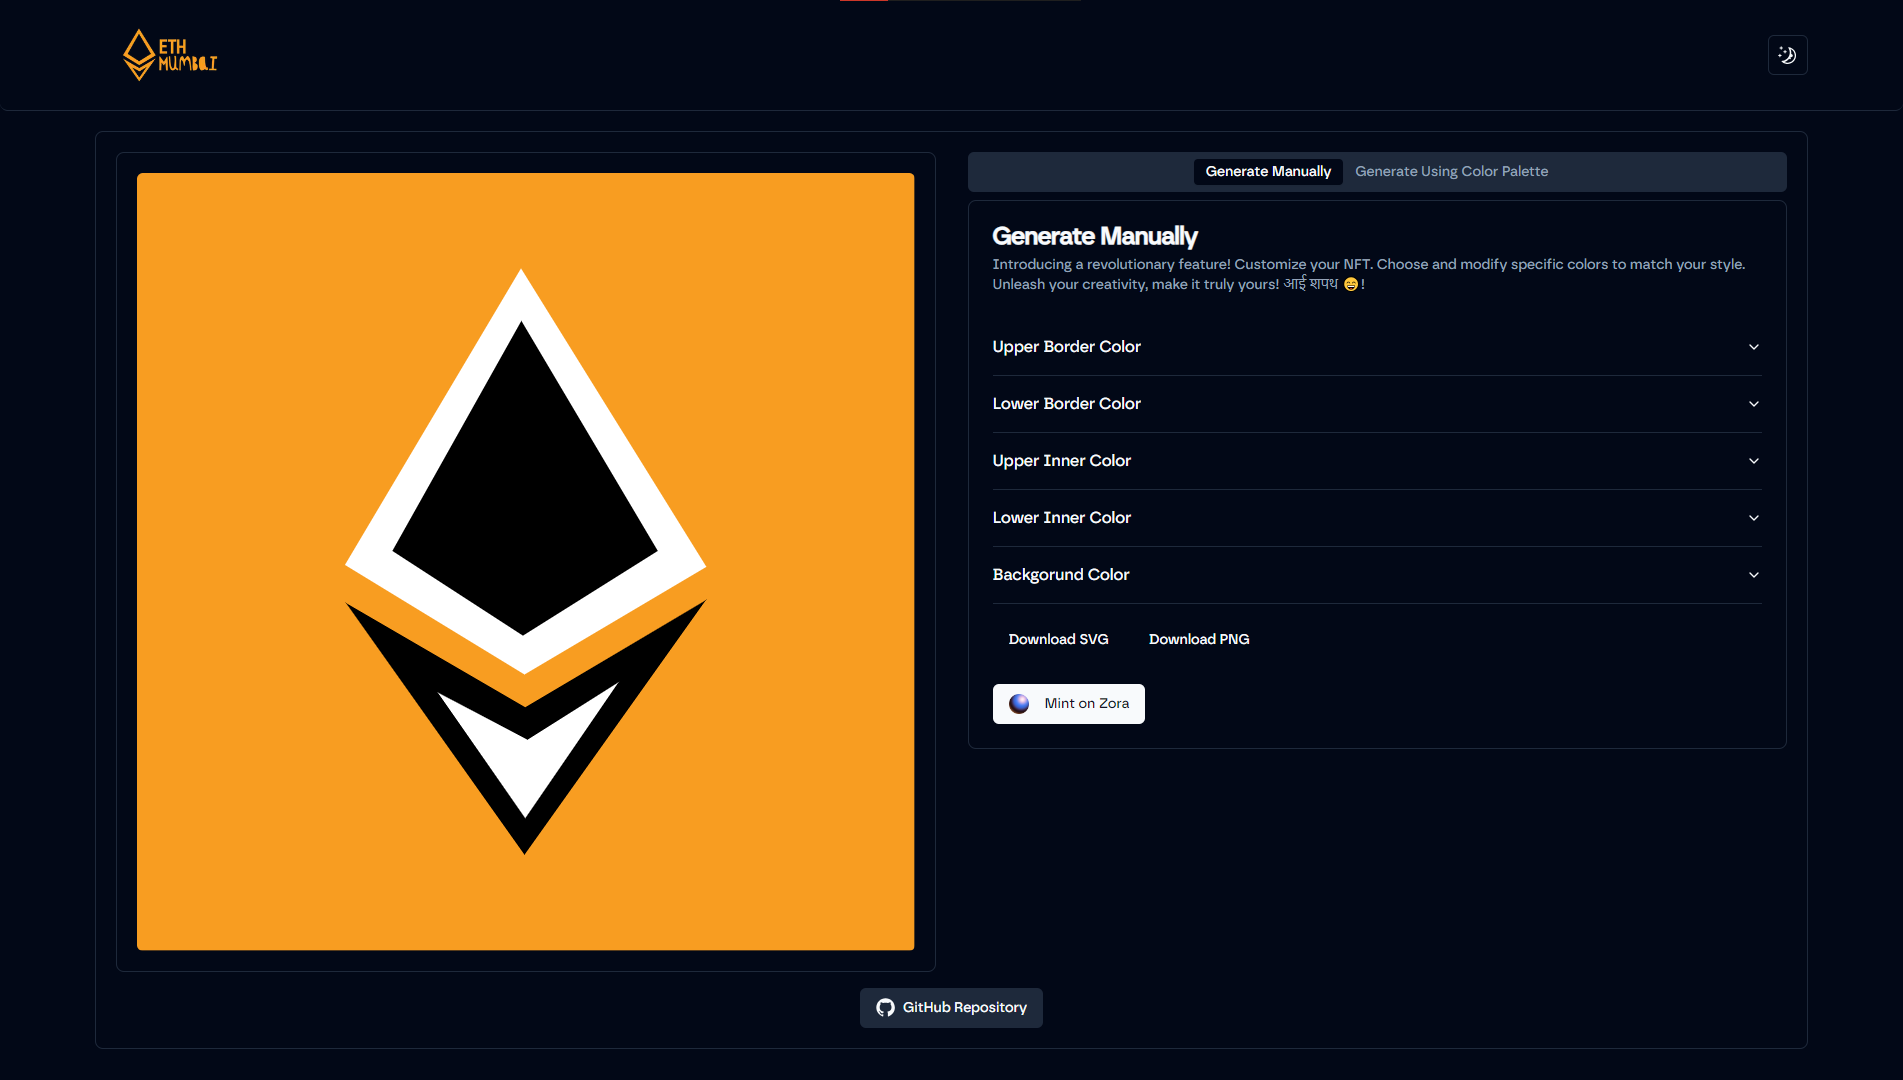 ETH
MUMBAI
Generate Manually
Generate Using Color Palette
Generate Manually
Introducing a revolutionary feature! Customize your NFT. Choose and modify specific colors to match your style.
Unleash your creativity, make it truly yours! आई शपथ 😄!
Upper Border Color
Lower Border Color
Upper Inner Color
Lower Inner Color
Backgorund Color
Download SVG
Download PNG
Mint on Zora
GitHub Repository